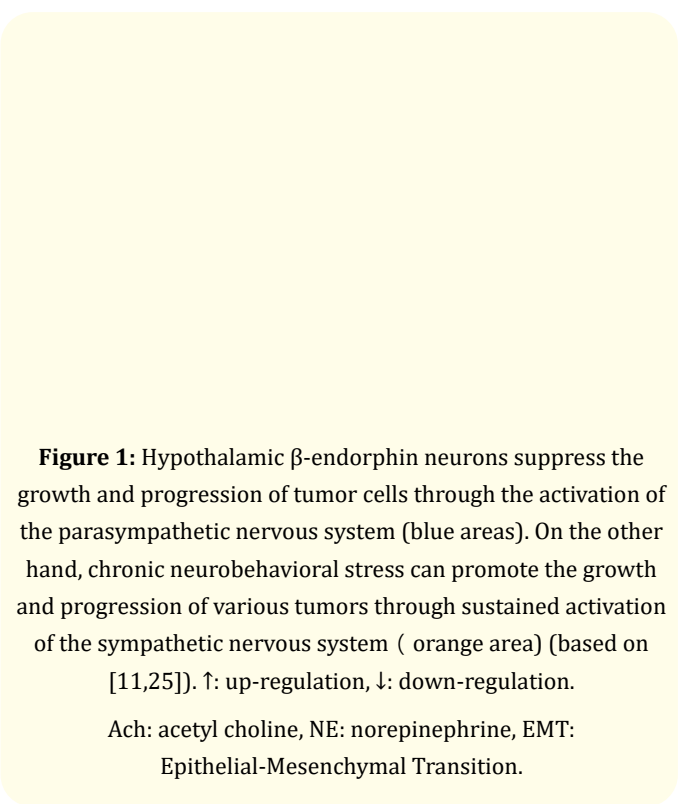 Figure 1: Hypothalamic β-endorphin neurons suppress the
growth and progression of tumor cells through the activation of
the parasympathetic nervous system (blue areas). On the other
hand, chronic neurobehavioral stress can promote the growth
and progression of various tumors through sustained activation
of the sympathetic nervous system ( orange area) (based on
[11,25]). ↑: up-regulation, ↓: down-regulation.
Ach: acetyl choline, NE: norepinephrine, EMT:
Epithelial-Mesenchymal Transition.